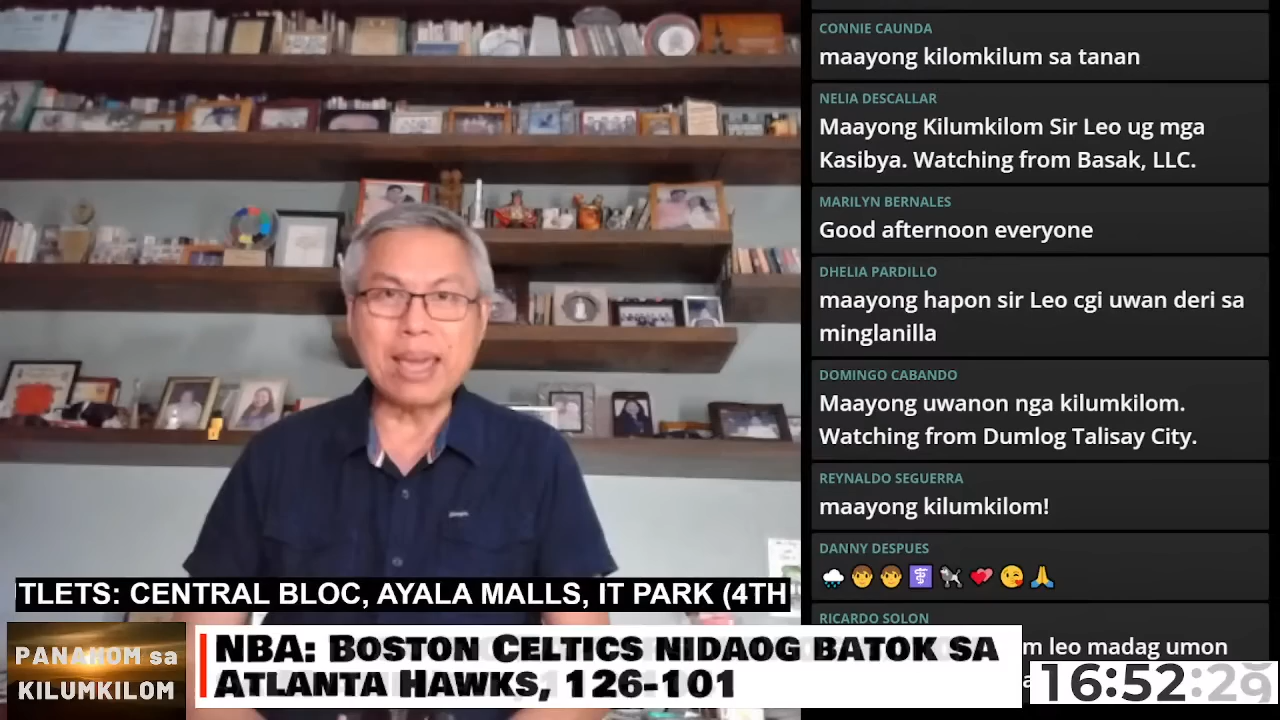 CONNIE CAUNDA
maayong kilomkilum sa tanan
NELIA DESCALLAR
Maayong Kilumkilom Sir Leo ug mga
Kasibya. Watching from Basak, LLC.
MARILYN BERNALES
Good afternoon everyone
DHELIA PARDILLO
maayong hapon sir Leo cgi uwan deri sa
minglanilla
DOMINGO CABANDO
Maayong uwanon nga kilumkilom.
Watching from Dumlog Talisay City.
REYNALDO SEGUERRA
maayong kilumkilom!
DANNY DESPUES
🌧️👨👨⚕️🐕❤️😘🙏
RICARDO SOLON
leo madag umon
TLETS: CENTRAL BLOC, AYALA MALLS, IT PARK (4TH
PANAHOM sa
KILUMKILOM
NBA: BOSTON CELTICS NIDAOG BATOK SA
ATLANTA HAWKS, 126-101
16:52:29